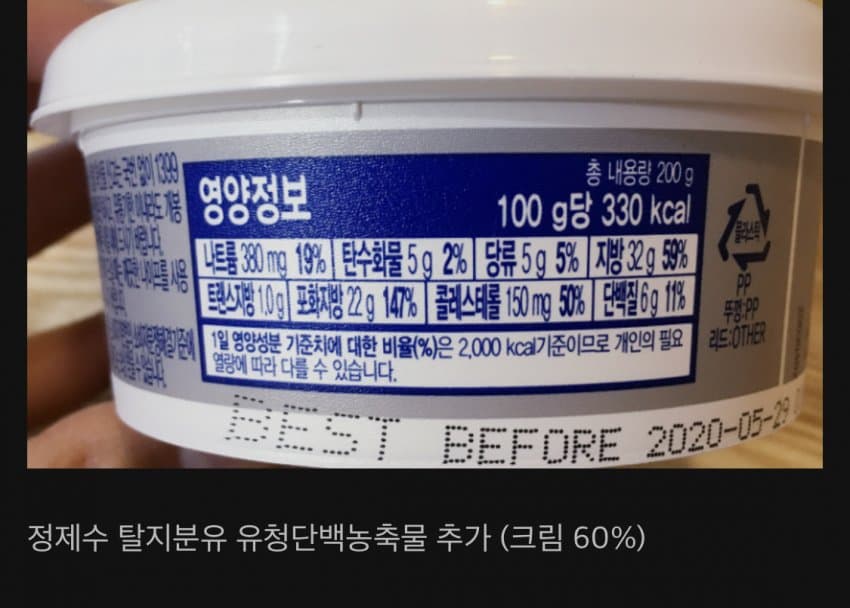 국번 없이 1399
영양정보
총 내용량 200 g
100 g당 330 kcal
나트륨 380 mg 19% 탄수화물 5 g 2% 당류 5 g 5% 지방 32 g 59%
트랜스지방 1.0 g 포화지방 22 g 147% 콜레스테롤 150 mg 50% 단백질 6 g 11%
1일 영양성분 기준치에 대한 비율(%)은 2,000 kcal기준이므로 개인의 필요
열량에 따라 다를 수 있습니다.
플라스틱
PP
뚜껑:PP
리드:OTHER
BEST BEFORE 2020-05-29
정제수 탈지분유 유청단백농축물 추가 (크림 60%)